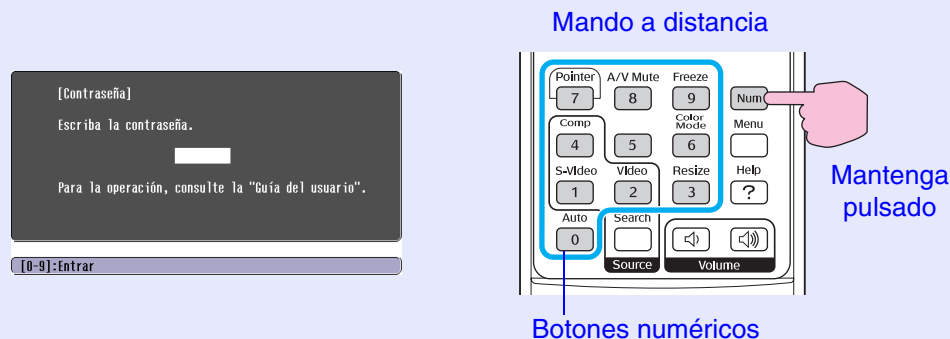 Mando a distancia
[Contraseña]
Escriba la contraseña.
Para la operación, consulte la "Guía del usuario".
[0-9]:Entrar
Pointer A/V Mute Freeze
7 8 9 Num
Comp Color Mode Menu
4 5 6
S-Video Video Resize Help
1 2 3 ?
Auto Search
0
Source Volume
Mantenga
pulsado
Botones numéricos